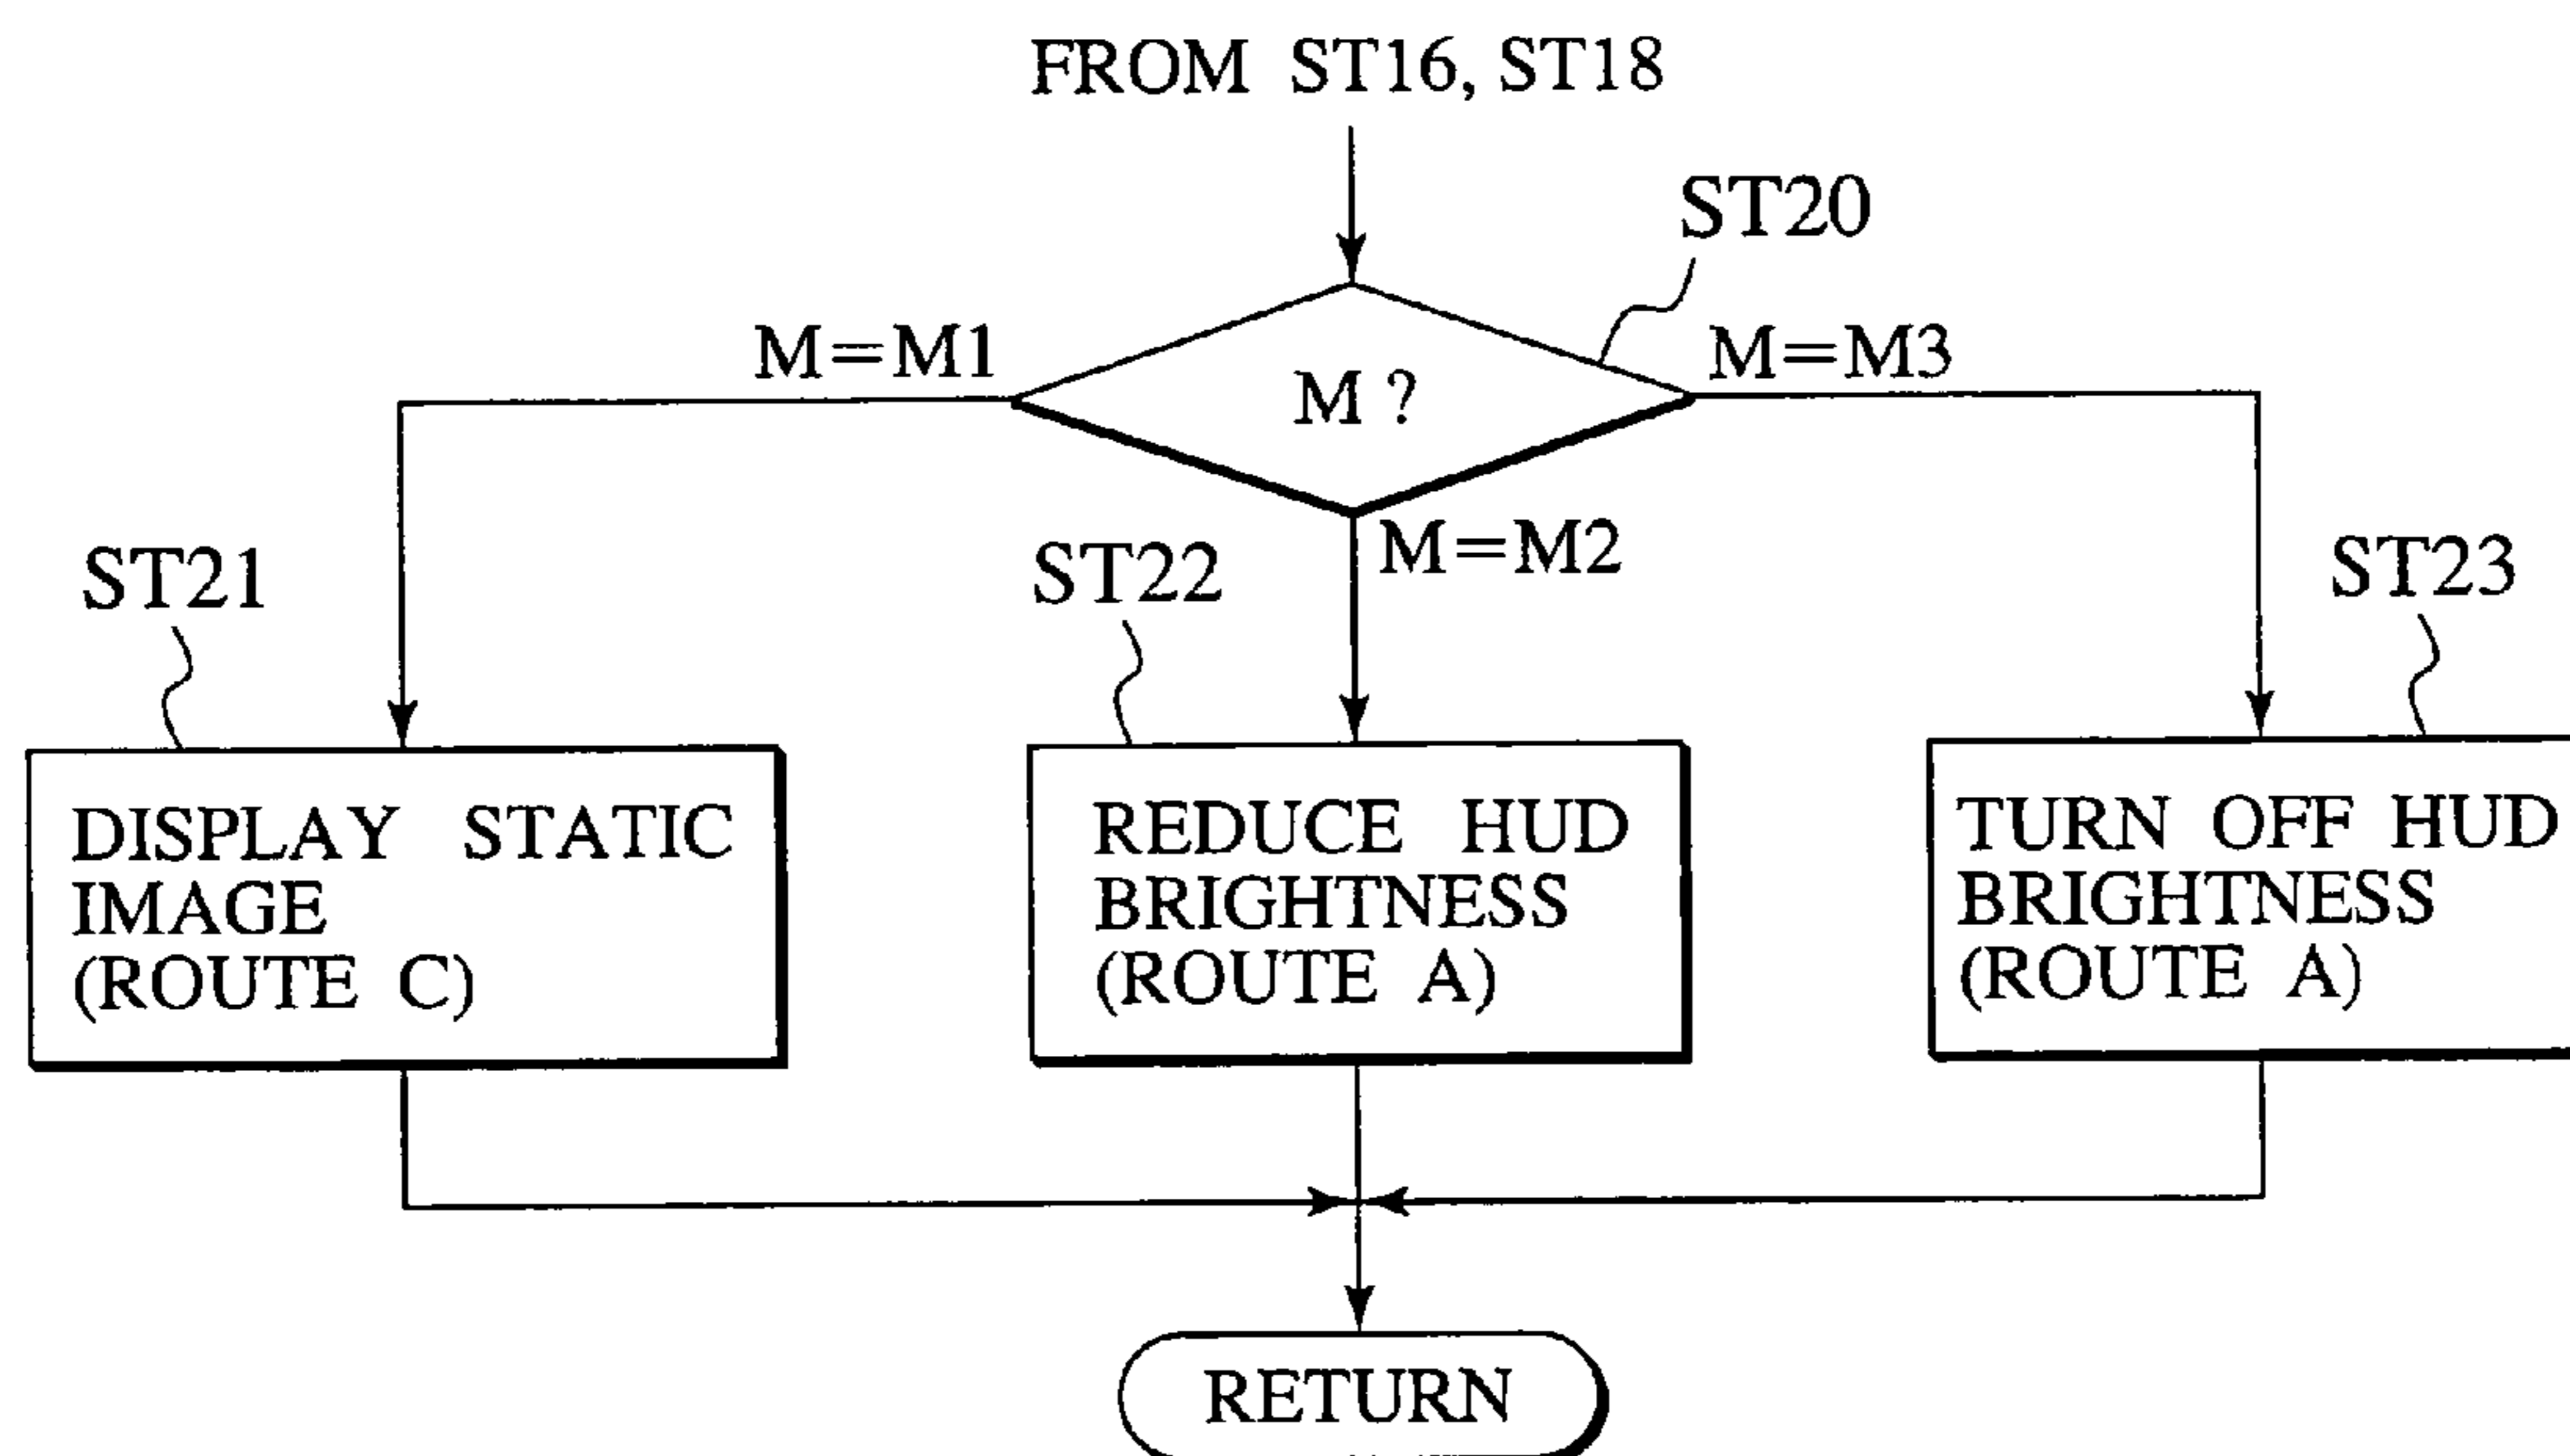 FROM ST16, ST18
ST20
M=M1
M ?
M=M3
M=M2
ST21
ST22
ST23
DISPLAY STATIC
IMAGE
(ROUTE C)
REDUCE HUD
BRIGHTNESS
(ROUTE A)
TURN OFF HUD
BRIGHTNESS
(ROUTE A)
RETURN